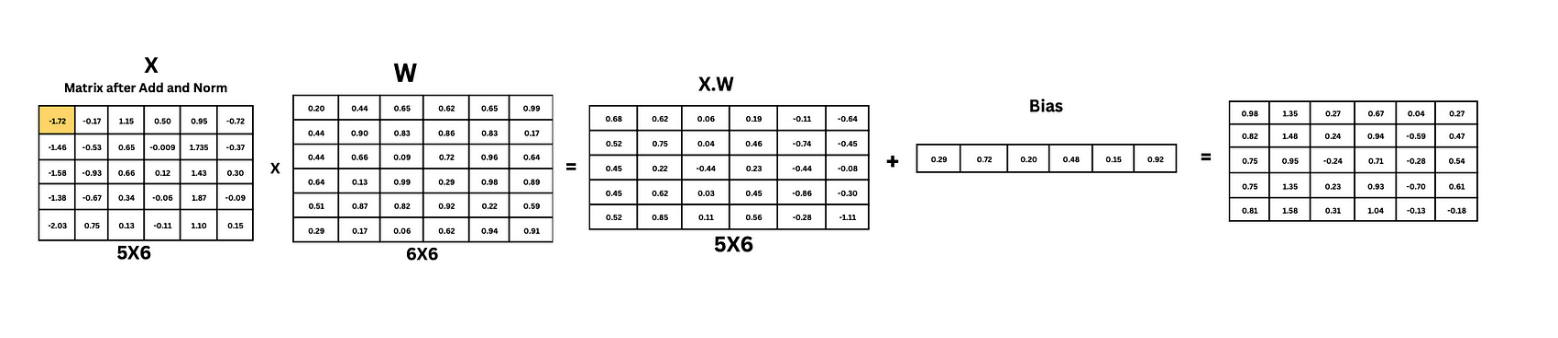 X
Matrix after Add and Norm
-1.72 -0.17 1.15 0.50 0.95 -0.72
-1.46 -0.53 0.65 -0.009 1.735 -0.37
-1.58 -0.93 0.66 0.12 1.43 0.30
-1.38 -0.67 0.34 -0.06 1.87 -0.09
-2.03 0.75 0.13 -0.11 1.10 0.15
5X6
X
W
0.20 0.44 0.65 0.62 0.65 0.99
0.44 0.90 0.83 0.86 0.83 0.17
0.44 0.66 0.09 0.72 0.96 0.64
0.64 0.13 0.99 0.29 0.98 0.89
0.51 0.87 0.82 0.92 0.22 0.59
0.29 0.17 0.06 0.62 0.94 0.91
6X6
=
X.W
0.68 0.62 0.06 0.19 -0.11 -0.64
0.52 0.75 0.04 0.46 -0.74 -0.45
0.45 0.22 -0.44 0.23 -0.44 -0.08
0.45 0.62 0.03 0.45 -0.86 -0.30
0.52 0.85 0.11 0.56 -0.28 -1.11
5X6
+
Bias
0.29 0.72 0.20 0.48 0.15 0.92
=
0.98 1.35 0.27 0.67 0.04 0.27
0.82 1.48 0.24 0.94 -0.59 0.47
0.75 0.95 -0.24 0.71 -0.28 0.54
0.75 1.35 0.23 0.93 -0.70 0.61
0.81 1.58 0.31 1.04 -0.13 -0.18